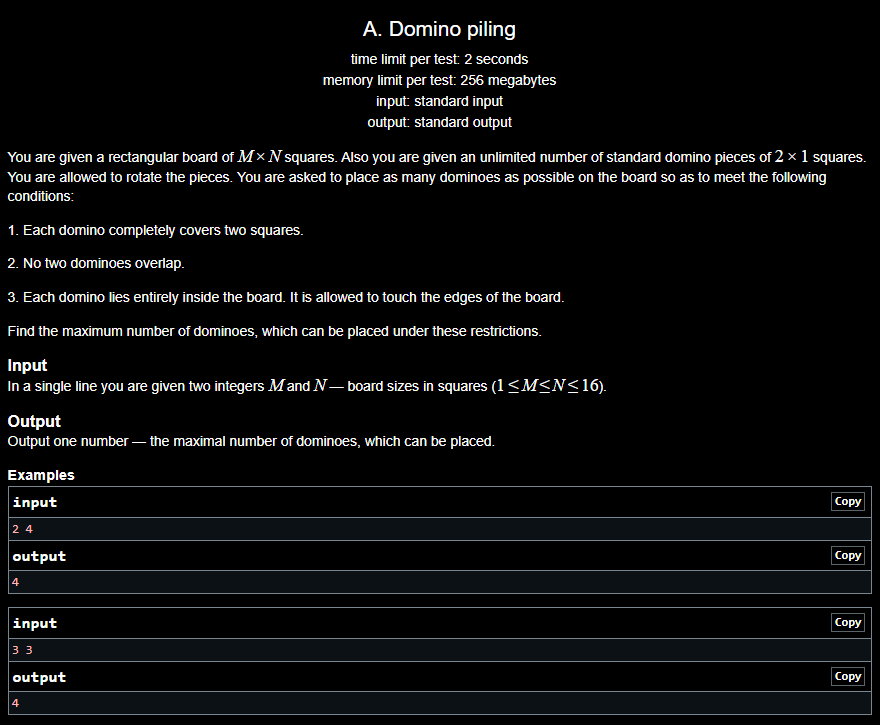 A. Domino piling
time limit per test: 2 seconds
memory limit per test: 256 megabytes
input: standard input
output: standard output
You are given a rectangular board of M × N squares. Also you are given an unlimited number of standard domino pieces of 2 × 1 squares.
You are allowed to rotate the pieces. You are asked to place as many dominoes as possible on the board so as to meet the following
conditions:
1. Each domino completely covers two squares.
2. No two dominoes overlap.
3. Each domino lies entirely inside the board. It is allowed to touch the edges of the board.
Find the maximum number of dominoes, which can be placed under these restrictions.
Input
In a single line you are given two integers M and N — board sizes in squares (1 ≤ M ≤ N ≤ 16).
Output
Output one number — the maximal number of dominoes, which can be placed.
Examples
input Copy
2 4
output Copy
4
input Copy
3 3
output Copy
4